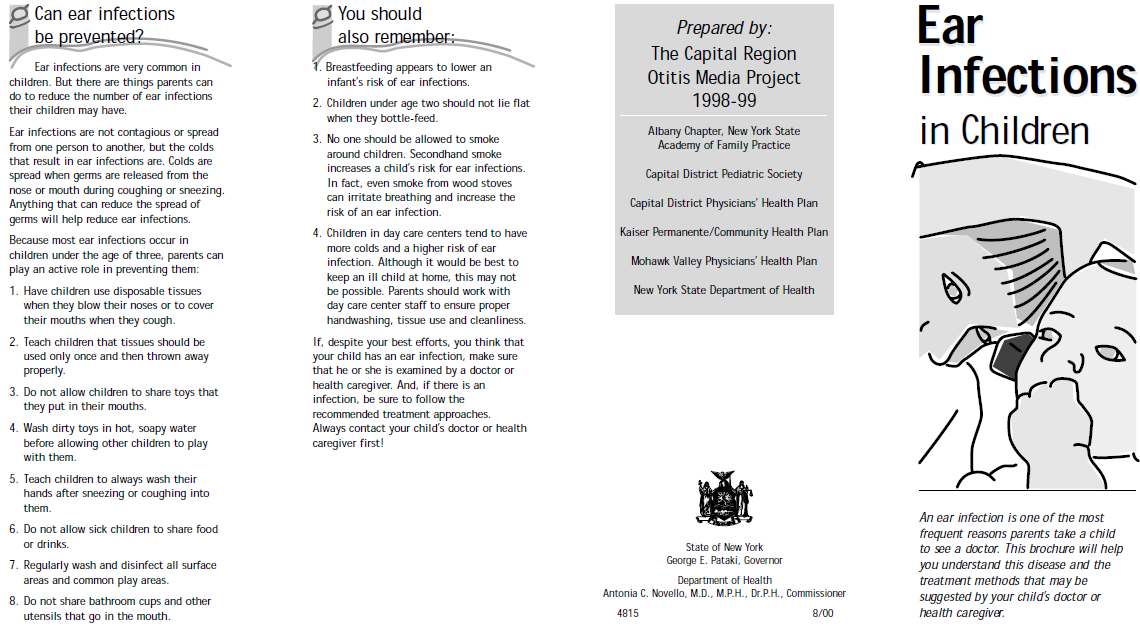 Can ear infections
be prevented?
Ear infections are very common in
children. But there are things parents can
do to reduce the number of ear infections
their children may have.
Ear infections are not contagious or spread
from one person to another, but the colds
that result in ear infections are. Colds are
spread when germs are released from the
nose or mouth during coughing or sneezing.
Anything that can reduce the spread of
germs will help reduce ear infections.
Because most ear infections occur in
children under the age of three, parents can
play an active role in preventing them:
1. Have children use disposable tissues
when they blow their noses or to cover
their mouths when they cough.
2. Teach children that tissues should be
used only once and then thrown away
properly.
3. Do not allow children to share toys that
they put in their mouths.
4. Wash dirty toys in hot, soapy water
before allowing other children to play
with them.
5. Teach children to always wash their
hands after sneezing or coughing into
them.
6. Do not allow sick children to share food
or drinks.
7. Regularly wash and disinfect all surface
areas and common play areas.
8. Do not share bathroom cups and other
utensils that go in the mouth.
You should
also remember:
1. Breastfeeding appears to lower an
infant's risk of ear infections.
2. Children under age two should not lie flat
when they bottle-feed.
3. No one should be allowed to smoke
around children. Secondhand smoke
increases a child's risk for ear infections.
In fact, even smoke from wood stoves
can irritate breathing and increase the
risk of an ear infection.
4. Children in day care centers tend to have
more colds and a higher risk of ear
infection. Although it would be best to
keep an ill child at home, this may not
be possible. Parents should work with
day care center staff to ensure proper
handwashing, tissue use and cleanliness.
If, despite your best efforts, you think that
your child has an ear infection, make sure
that he or she is examined by a doctor or
health caregiver. And, if there is an
infection, be sure to follow the
recommended treatment approaches.
Always contact your child's doctor or health
caregiver first!
Prepared by:
The Capital Region
Otitis Media Project
1998-99
Albany Chapter, New York State
Academy of Family Practice
Capital District Pediatric Society
Capital District Physicians' Health Plan
Kaiser Permanente/Community Health Plan
Mohawk Valley Physicians' Health Plan
New York State Department of Health
State of New York
George E. Pataki, Governor
Department of Health
Antonia C. Novello, M.D., M.P.H., Dr.P.H., Commissioner
4815 8/00
Ear
Infections
in Children
An ear infection is one of the most
frequent reasons parents take a child
to see a doctor. This brochure will help
you understand this disease and the
treatment methods that may be
suggested by your child's doctor or
health caregiver.